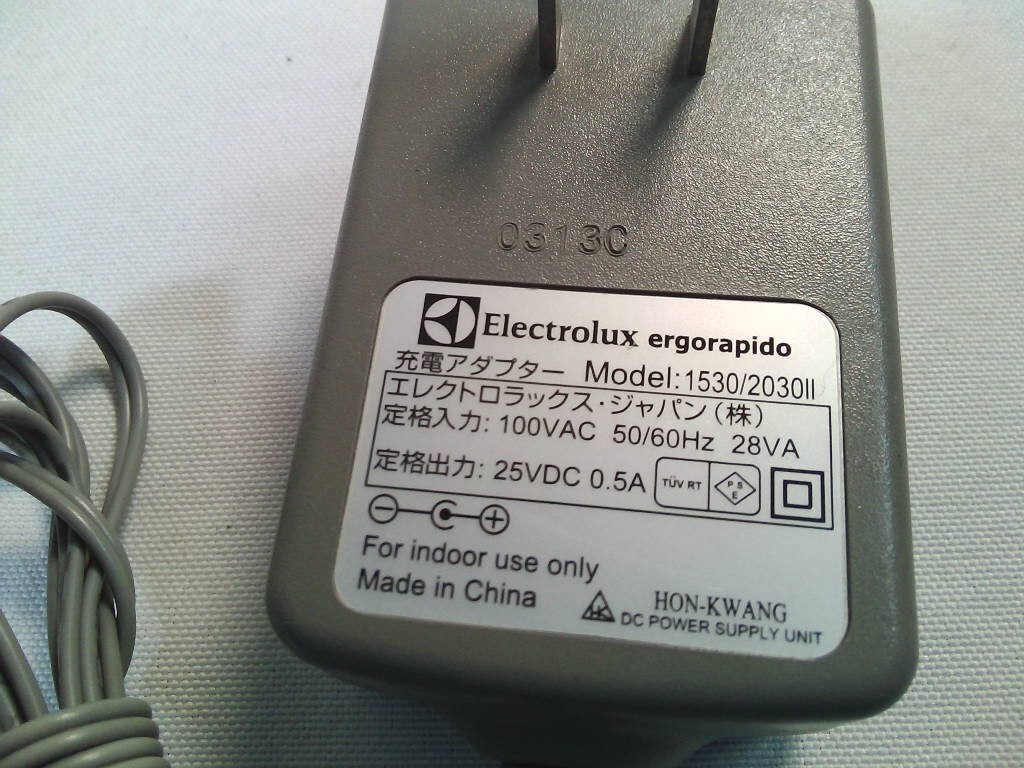 0313C
Electrolux ergorapido
充電アダプター Model:1530/2030II
エレクトロラックス・ジャパン（株）
定格入力: 100VAC 50/60Hz 28VA
定格出力: 25VDC 0.5A TÜV RT PSE
For indoor use only
Made in China
HK HON-KWANG
DC POWER SUPPLY UNIT